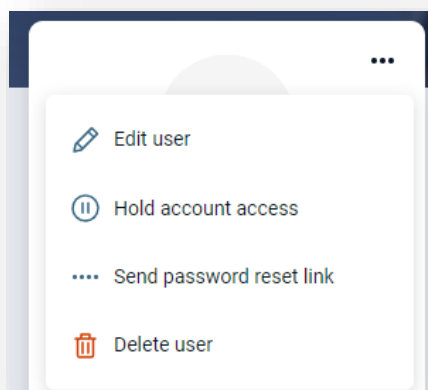 Edit user
Hold account access
Send password reset link
Delete user